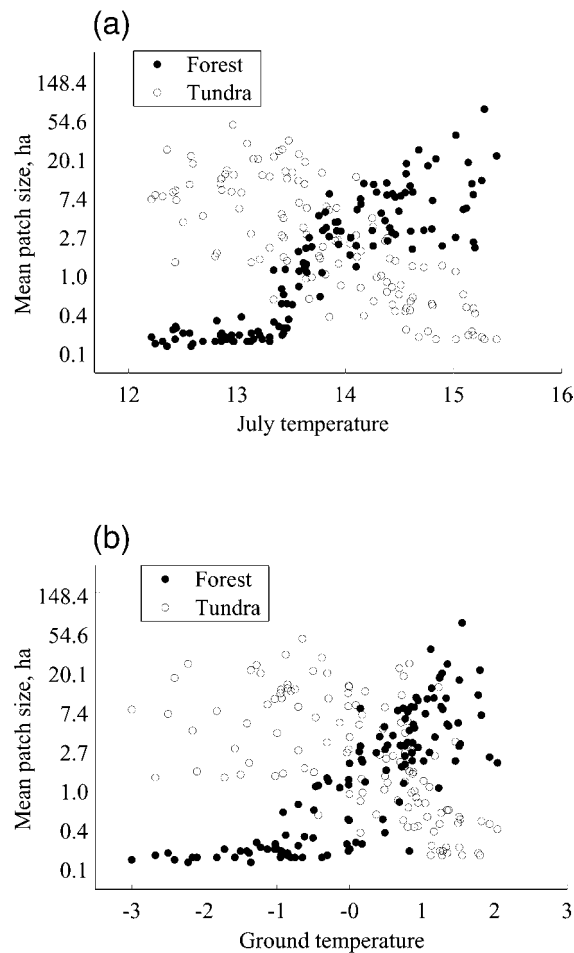 (a)
Forest
Tundra
148.4
54.6
20.1
7.4
2.7
1.0
0.4
0.1
Mean patch size, ha
12 13 14 15 16
July temperature
(b)
Forest
Tundra
148.4
54.6
20.1
7.4
2.7
1.0
0.4
0.1
Mean patch size, ha
-3 -2 -1 -0 1 2 3
Ground temperature